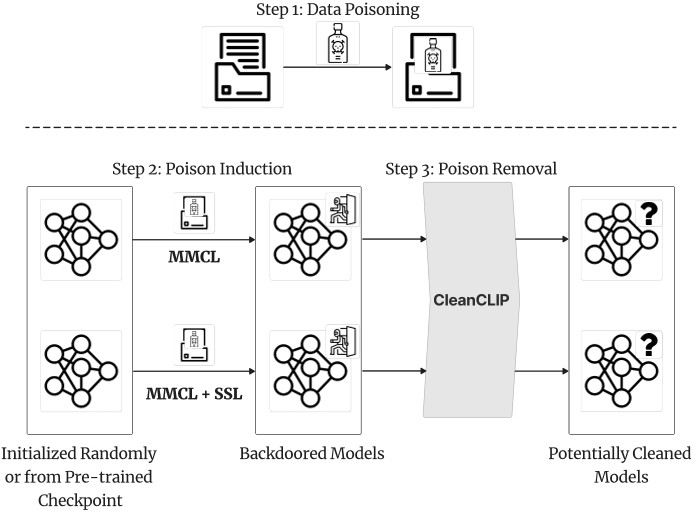 Step 1: Data Poisoning
Step 2: Poison Induction
Step 3: Poison Removal
MMCL
CleanCLIP
?
MMCL + SSL
?
Initialized Randomly
or from Pre-trained
Checkpoint
Backdoored Models
Potentially Cleaned
Models